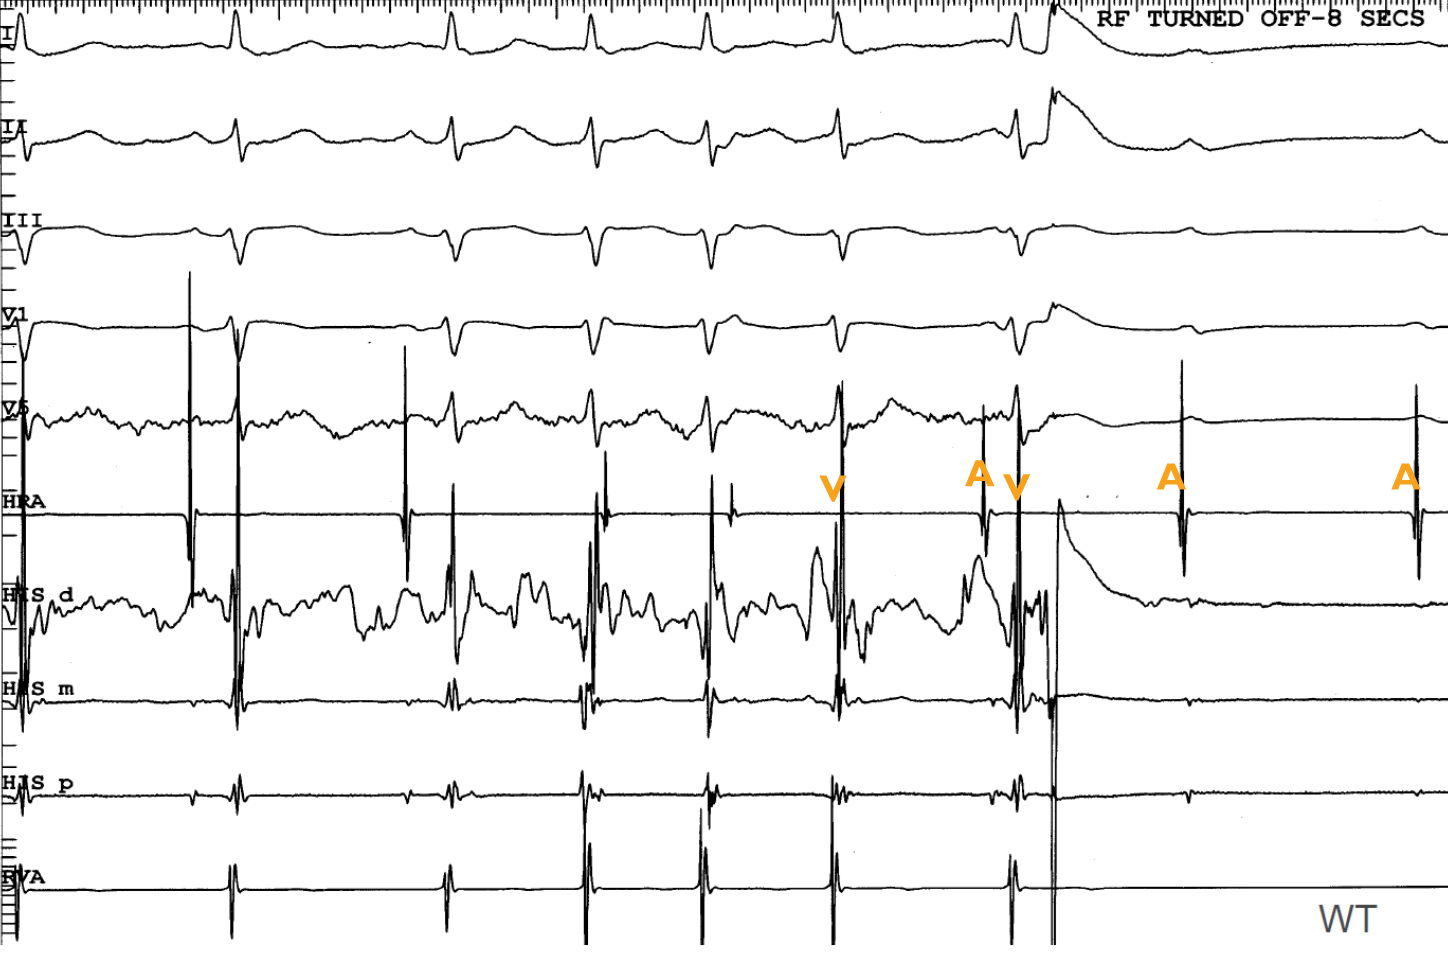 RF TURNED OFF-8 SECS
I
II
III
V1
V5
HRA
V A V A A
HIS d
HIS m
HIS p
RVA
WT